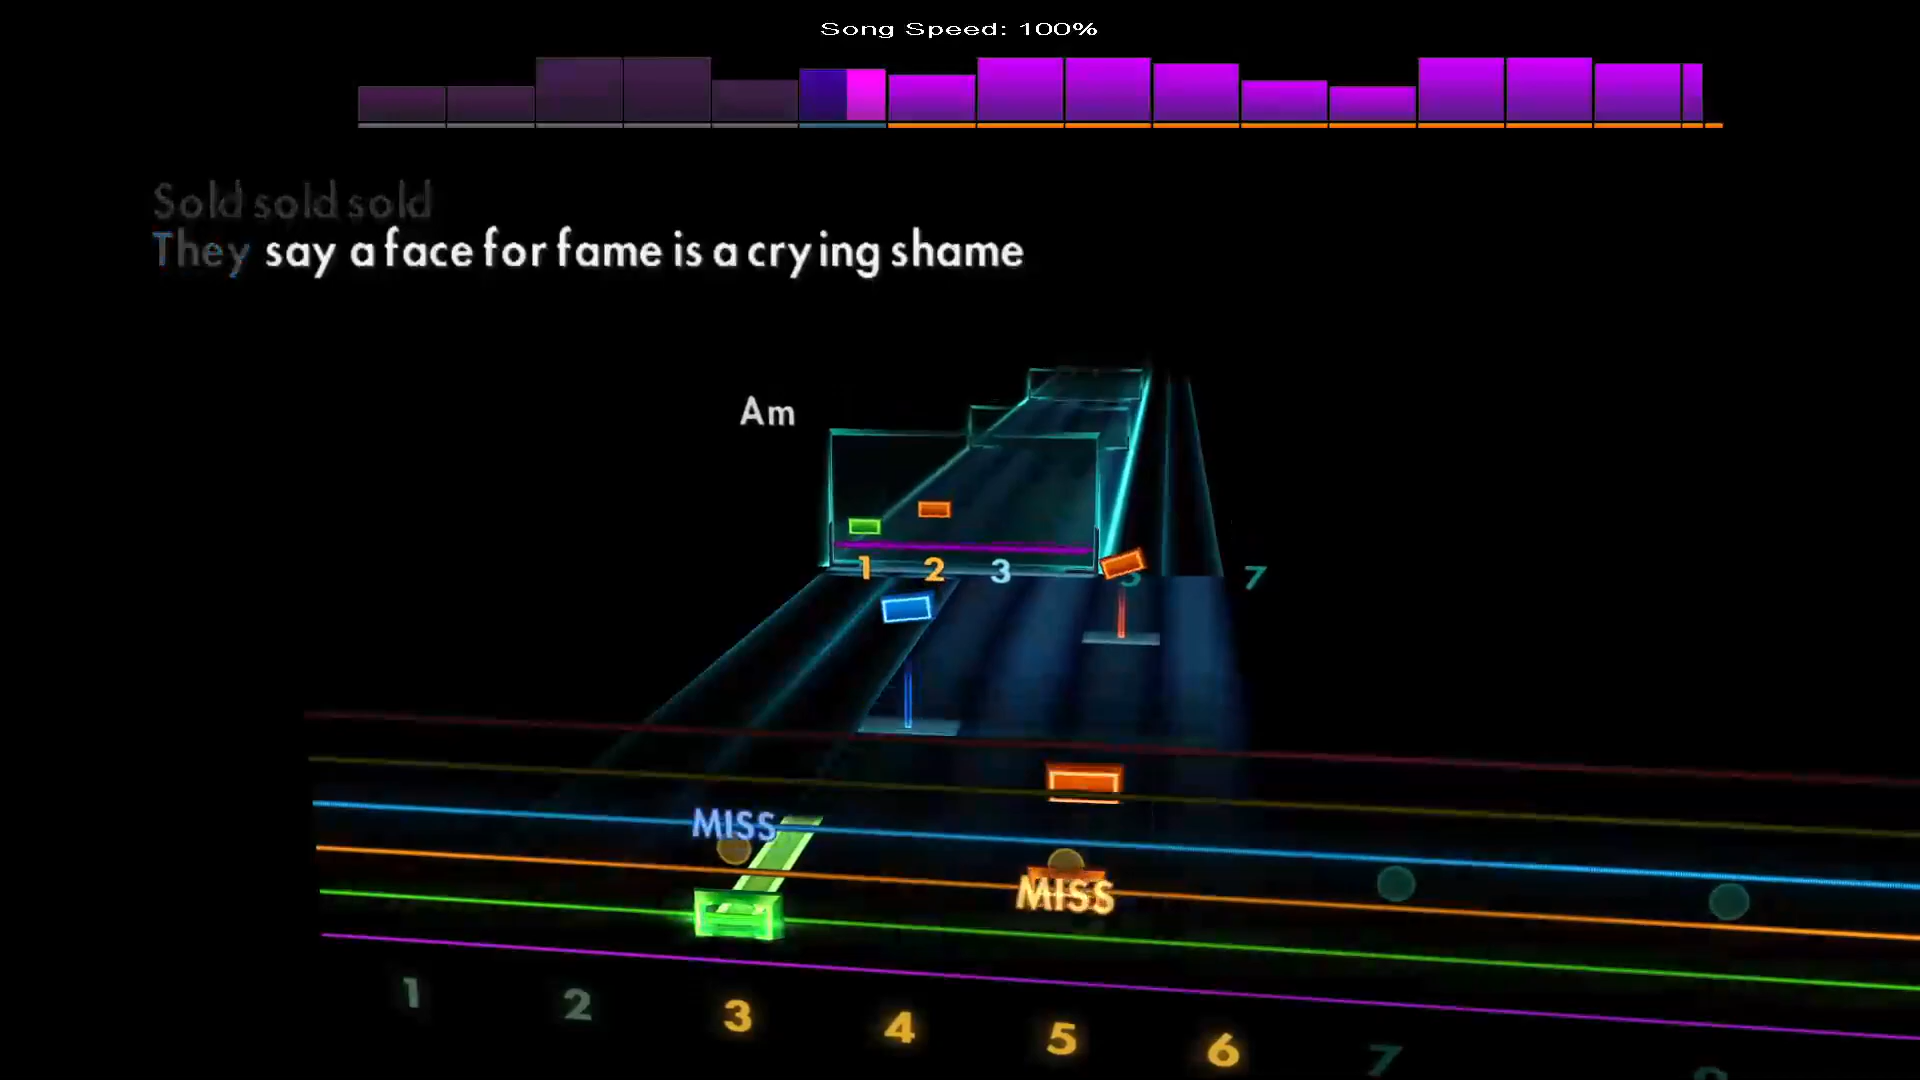 Song Speed: 100%
Sold sold sold
They say a face for fame is a crying shame
Am
1 2 3 5 7
MISS
MISS
1 2 3 4 5 6 7